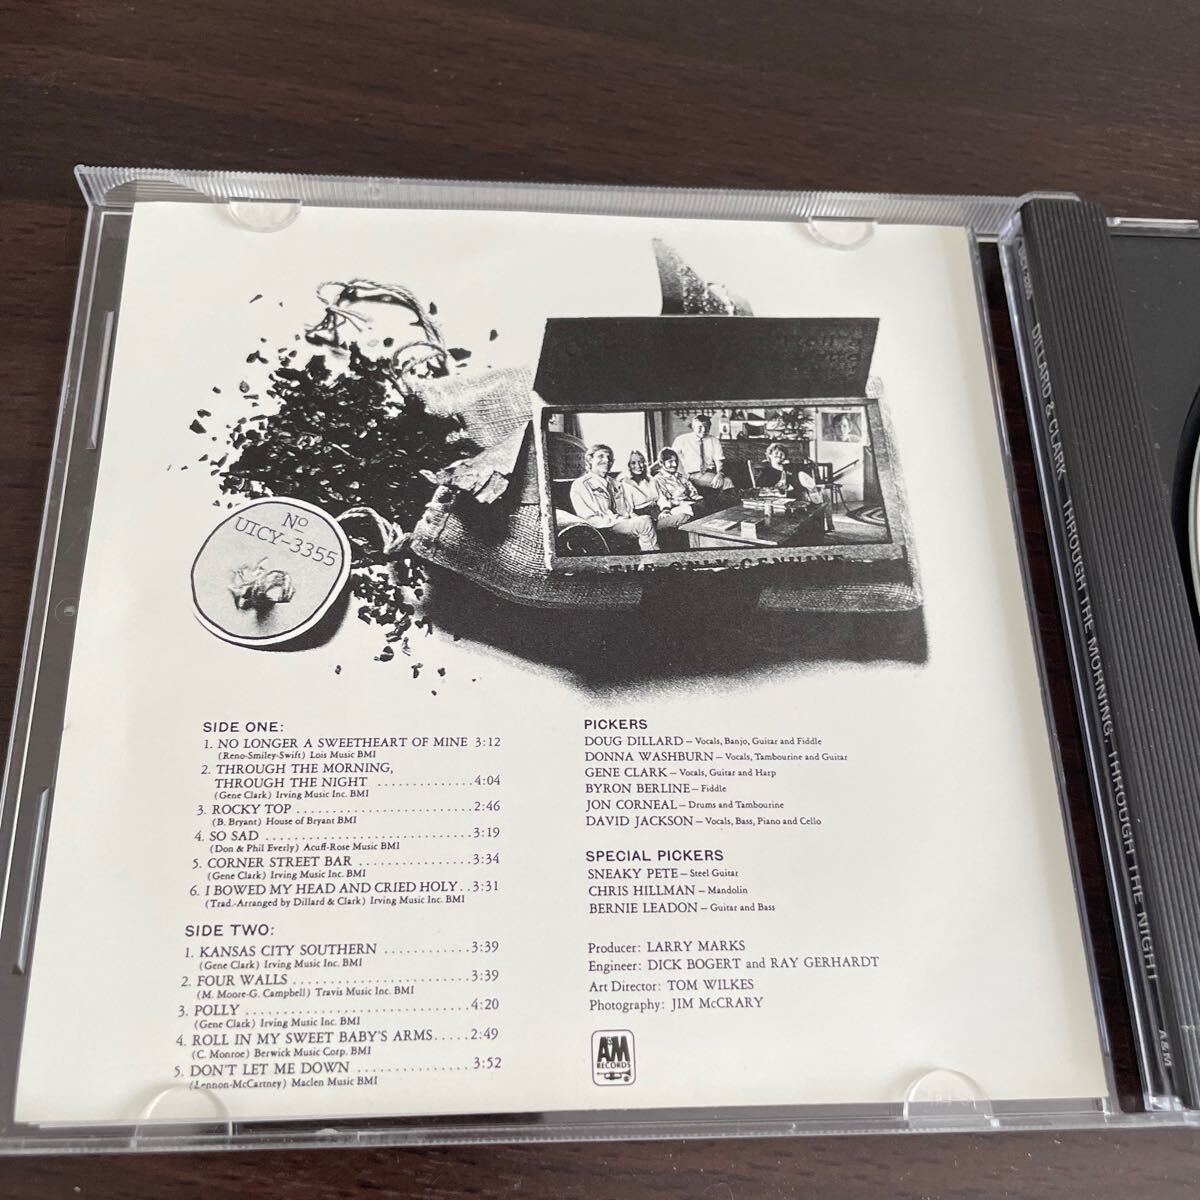 Nº
UICY-3355
SIDE ONE:
1. NO LONGER A SWEETHEART OF MINE 3:12
(Reno-Smiley-Swift) Lois Music BMI
2. THROUGH THE MORNING,
THROUGH THE NIGHT ..............4:04
(Gene Clark) Irving Music Inc. BMI
3. ROCKY TOP ..........................2:46
(B. Bryant) House of Bryant BMI
4. SO SAD ..............................3:19
(Don & Phil Everly) Acuff-Rose Music BMI
5. CORNER STREET BAR ................3:34
(Gene Clark) Irving Music Inc. BMI
6. I BOWED MY HEAD AND CRIED HOLY..3:31
(Trad.-Arranged by Dillard & Clark) Irving Music Inc. BMI
SIDE TWO:
1. KANSAS CITY SOUTHERN ............3:39
(Gene Clark) Irving Music Inc. BMI
2. FOUR WALLS ........................3:39
(M. Moore-G. Campbell) Travis Music Inc. BMI
3. POLLY ................................4:20
(Gene Clark) Irving Music Inc. BMI
4. ROLL IN MY SWEET BABY'S ARMS.....2:49
(C. Monroe) Berwick Music Corp. BMI
5. DON'T LET ME DOWN ................3:52
(Lennon-McCartney) Maclen Music BMI
PICKERS
DOUG DILLARD – Vocals, Banjo, Guitar and Fiddle
DONNA WASHBURN – Vocals, Tambourine and Guitar
GENE CLARK – Vocals, Guitar and Harp
BYRON BERLINE – Fiddle
JON CORNEAL – Drums and Tambourine
DAVID JACKSON – Vocals, Bass, Piano and Cello
SPECIAL PICKERS
SNEAKY PETE – Steel Guitar
CHRIS HILLMAN – Mandolin
BERNIE LEADON – Guitar and Bass
Producer: LARRY MARKS
Engineer: DICK BOGERT and RAY GERHARDT
Art Director: TOM WILKES
Photography: JIM McCRARY
A&M
RECORDS
®
DILLARD & CLARK THROUGH THE MORNING, THROUGH THE NIGHT A&M